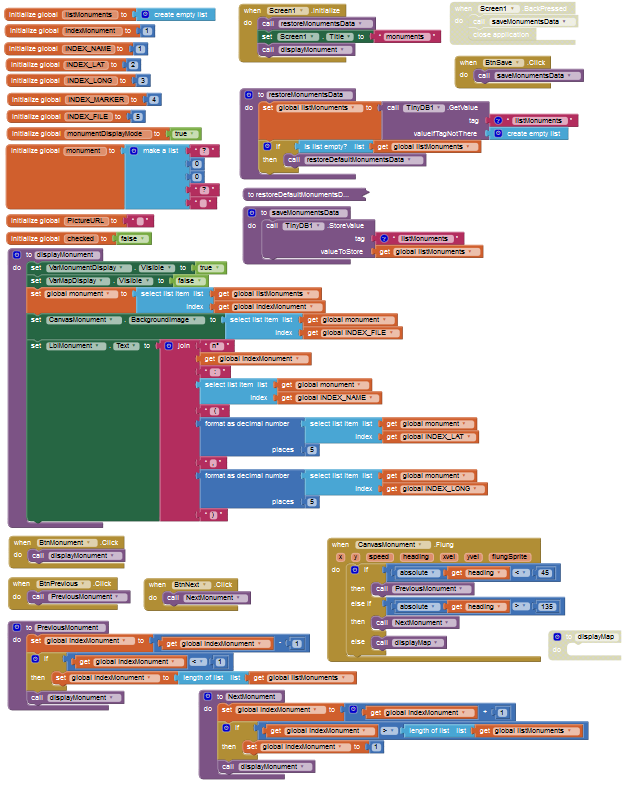 initialize global listMonuments to create empty list
initialize global indexMonument to 1
initialize global INDEX_NAME to 1
initialize global INDEX_LAT to 2
initialize global INDEX_LONG to 3
initialize global INDEX_MARKER to 4
initialize global INDEX_FILE to 5
initialize global monumentDisplayMode to true
initialize global monument to make a list " ? "
0
0
" ? "
" "
initialize global PictureURL to " "
initialize global checked to false
when Screen1 .Initialize
do call restoreMonumentsData
set Screen1 . Title to " monuments "
call displayMonument
when Screen1 .BackPressed
do call saveMonumentsData
close application
when BtnSave .Click
do call saveMonumentsData
to restoreMonumentsData
do set global listMonuments to call TinyDB1 .GetValue
tag " listMonuments "
valueIfTagNotThere create empty list
if is list empty? list get global listMonuments
then call restoreDefaultMonumentsData
to restoreDefaultMonumentsD...
to saveMonumentsData
do call TinyDB1 .StoreValue
tag " listMonuments "
valueToStore get global listMonuments
to displayMonument
do set VarMonumentDisplay . Visible to true
set VarMapDisplay . Visible to false
set global monument to select list item list get global listMonuments
index get global indexMonument
set CanvasMonument . BackgroundImage to select list item list get global monument
index get global INDEX_FILE
set LblMonument . Text to join " n° "
get global indexMonument
" : "
select list item list get global monument
index get global INDEX_NAME
" ( "
format as decimal number select list item list get global monument
index get global INDEX_LAT
places 5
" , "
format as decimal number select list item list get global monument
index get global INDEX_LONG
places 5
" ) "
when BtnMonument .Click
do call displayMonument
when BtnPrevious .Click
do call PreviousMonument
when BtnNext .Click
do call NextMonument
when CanvasMonument .Flung
x y speed heading xvel yvel flungSprite
do if absolute get heading < 45
then call PreviousMonument
else if absolute get heading > 135
then call NextMonument
else call displayMap
to displayMap
do
to PreviousMonument
do set global indexMonument to get global indexMonument - 1
if get global indexMonument < 1
then set global indexMonument to length of list list get global listMonuments
call displayMonument
to NextMonument
do set global indexMonument to get global indexMonument + 1
if get global indexMonument > length of list list get global listMonuments
then set global indexMonument to 1
call displayMonument